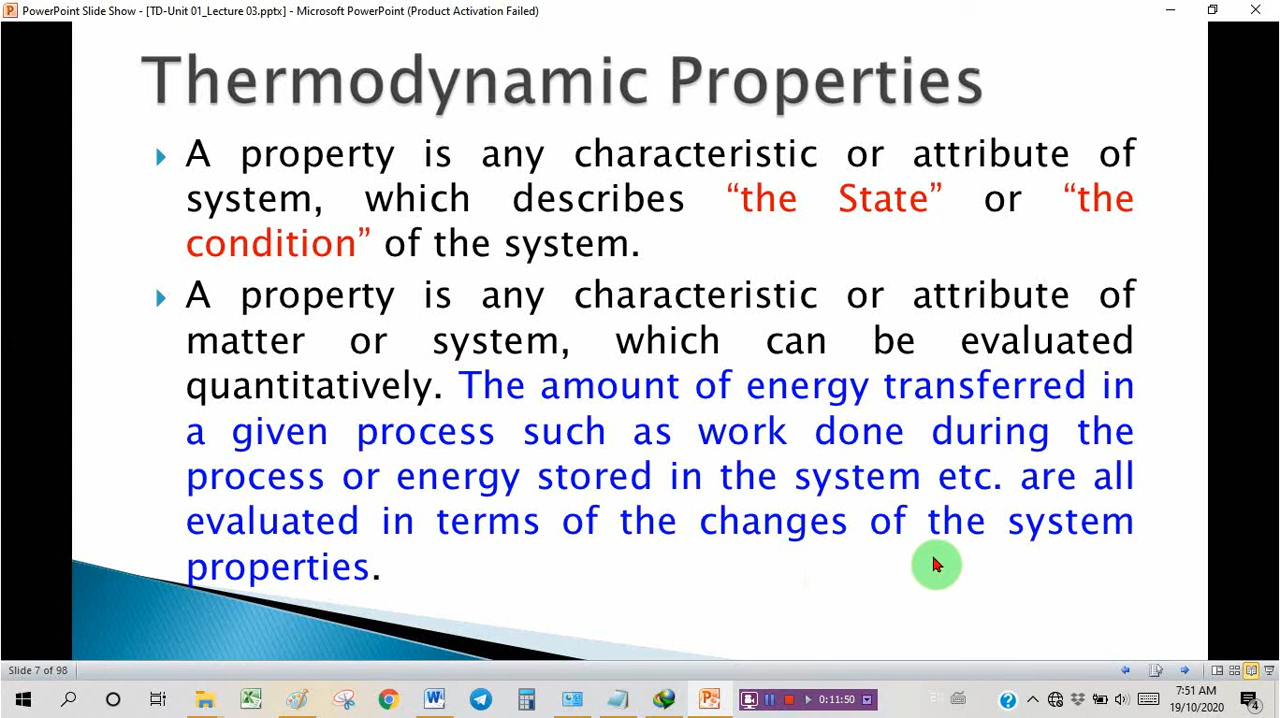 PowerPoint Slide Show - [TD-Unit 01_Lecture 03.pptx] - Microsoft PowerPoint (Product Activation Failed)
Thermodynamic Properties
A property is any characteristic or attribute of
system, which describes “the State” or “the
condition” of the system.
A property is any characteristic or attribute of
matter or system, which can be evaluated
quantitatively. The amount of energy transferred in
a given process such as work done during the
process or energy stored in the system etc. are all
evaluated in terms of the changes of the system
properties.
Slide 7 of 98
0:11:50
7:51 AM
19/10/2020
4